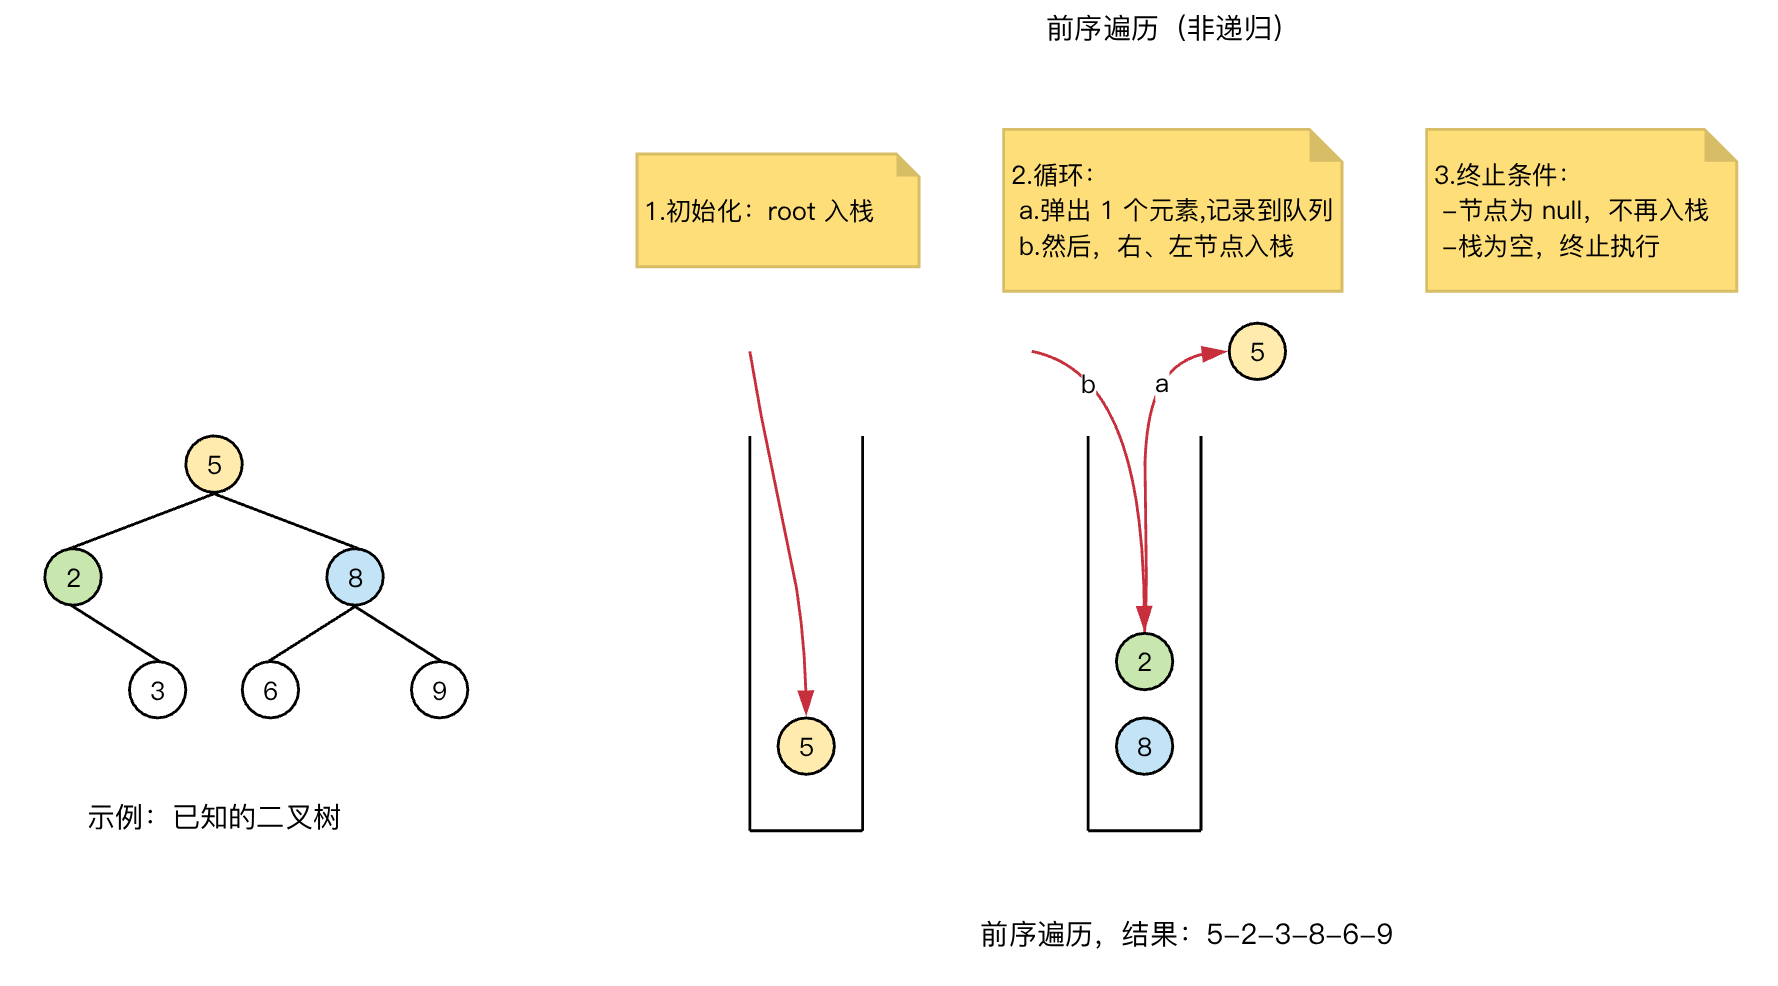 前序遍历（非递归）
1.初始化：root 入栈
2.循环：
a.弹出 1 个元素,记录到队列
b.然后，右、左节点入栈
3.终止条件：
-节点为 null，不再入栈
-栈为空，终止执行
b
a
5
5
2
8
3
6
9
5
2
8
示例：已知的二叉树
前序遍历，结果：5-2-3-8-6-9